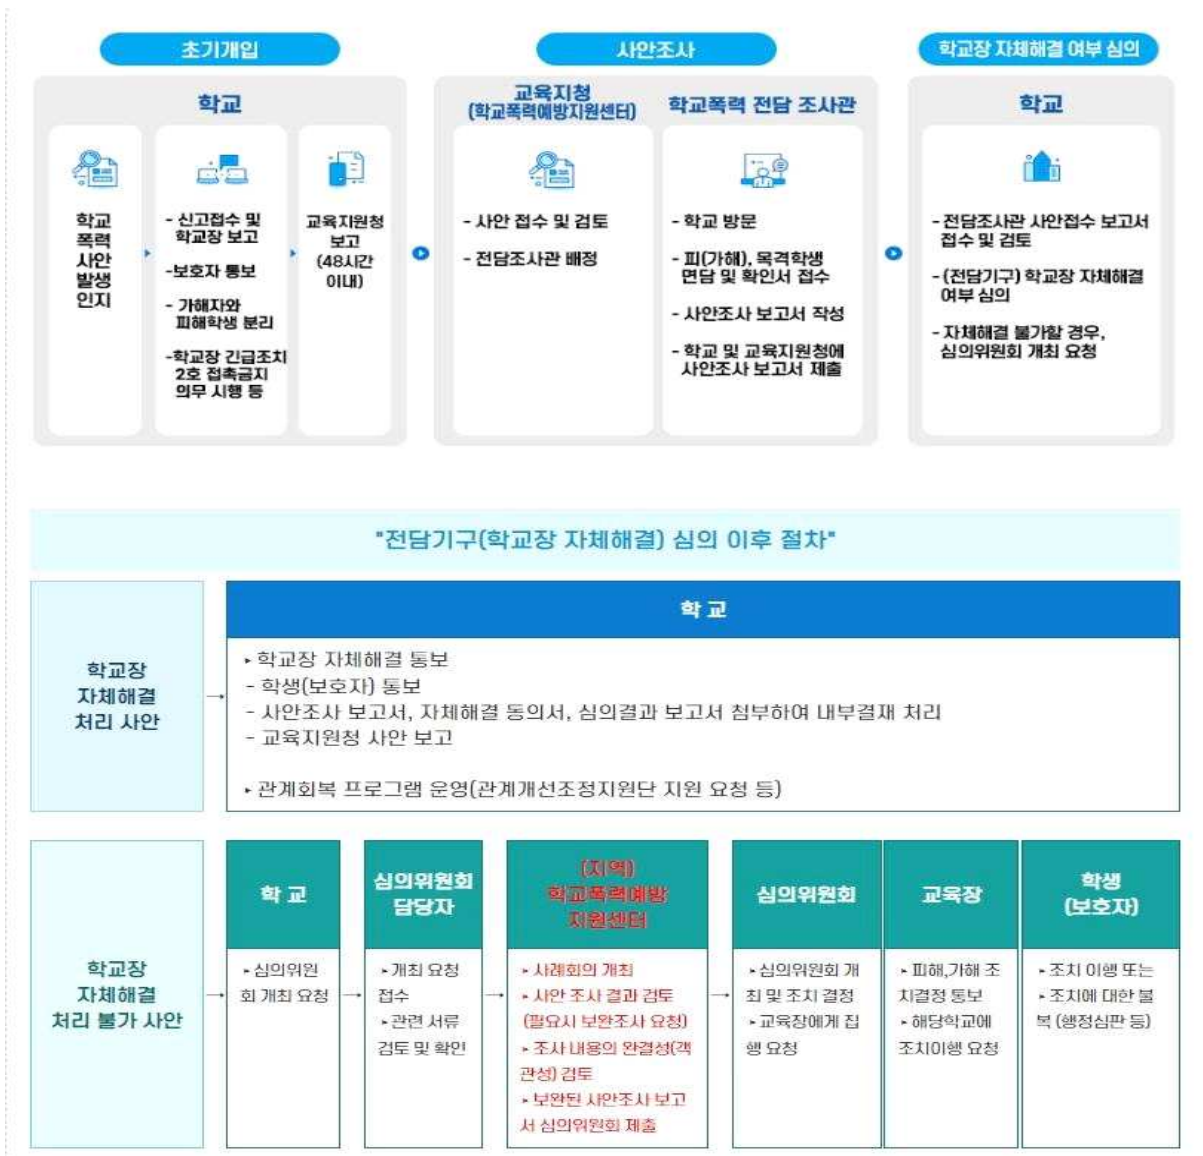 초기개입
사안조사
학교장 자체해결 여부 심의
학교
학교
폭력
사안
발생
인지
- 신고접수 및
학교장 보고
-보호자 통보
- 가해자와
피해학생 분리
-학교장 긴급조치
2호 접촉금지
의무 시행 등
교육지원청
보고
(48시간
이내)
교육지청
(학교폭력예방지원센터)
- 사안 접수 및 검토
- 전담조사관 배정
학교폭력 전담 조사관
- 학교 방문
- 피(가해), 목격학생
면담 및 확인서 접수
- 사안조사 보고서 작성
- 학교 및 교육지원청에
사안조사 보고서 제출
학교
- 전담조사관 사안접수 보고서
접수 및 검토
- (전담기구) 학교장 자체해결
여부 심의
- 자체해결 불가할 경우,
심의위원회 개최 요청
"전담기구(학교장 자체해결) 심의 이후 절차"
학교장
자체해결
처리 사안
학 교
▸ 학교장 자체해결 통보
- 학생(보호자) 통보
- 사안조사 보고서, 자체해결 동의서, 심의결과 보고서 첨부하여 내부결재 처리
- 교육지원청 사안 보고
▸ 관계회복 프로그램 운영(관계개선조정지원단 지원 요청 등)
학교장
자체해결
처리 불가 사안
학 교
▸ 심의위원
회 개최 요청
심의위원회
담당자
▸ 개최 요청
접수
▸ 관련 서류
검토 및 확인
(지역)
학교폭력예방
지원센터
▸ 사례회의 개최
▸ 사안 조사 결과 검토
(필요시 보완조사 요청)
▸ 조사 내용의 완결성(객
관성) 검토
▸ 보완된 사안조사 보고
서 심의위원회 제출
심의위원회
▸ 심의위원회 개
최 및 조치 결정
▸ 교육장에게 집
행 요청
교육장
▸ 피해,가해 조
치결정 통보
▸ 해당학교에
조치이행 요청
학생
(보호자)
▸ 조치 이행 또는
▸ 조치에 대한 불
복 (행정심판 등)